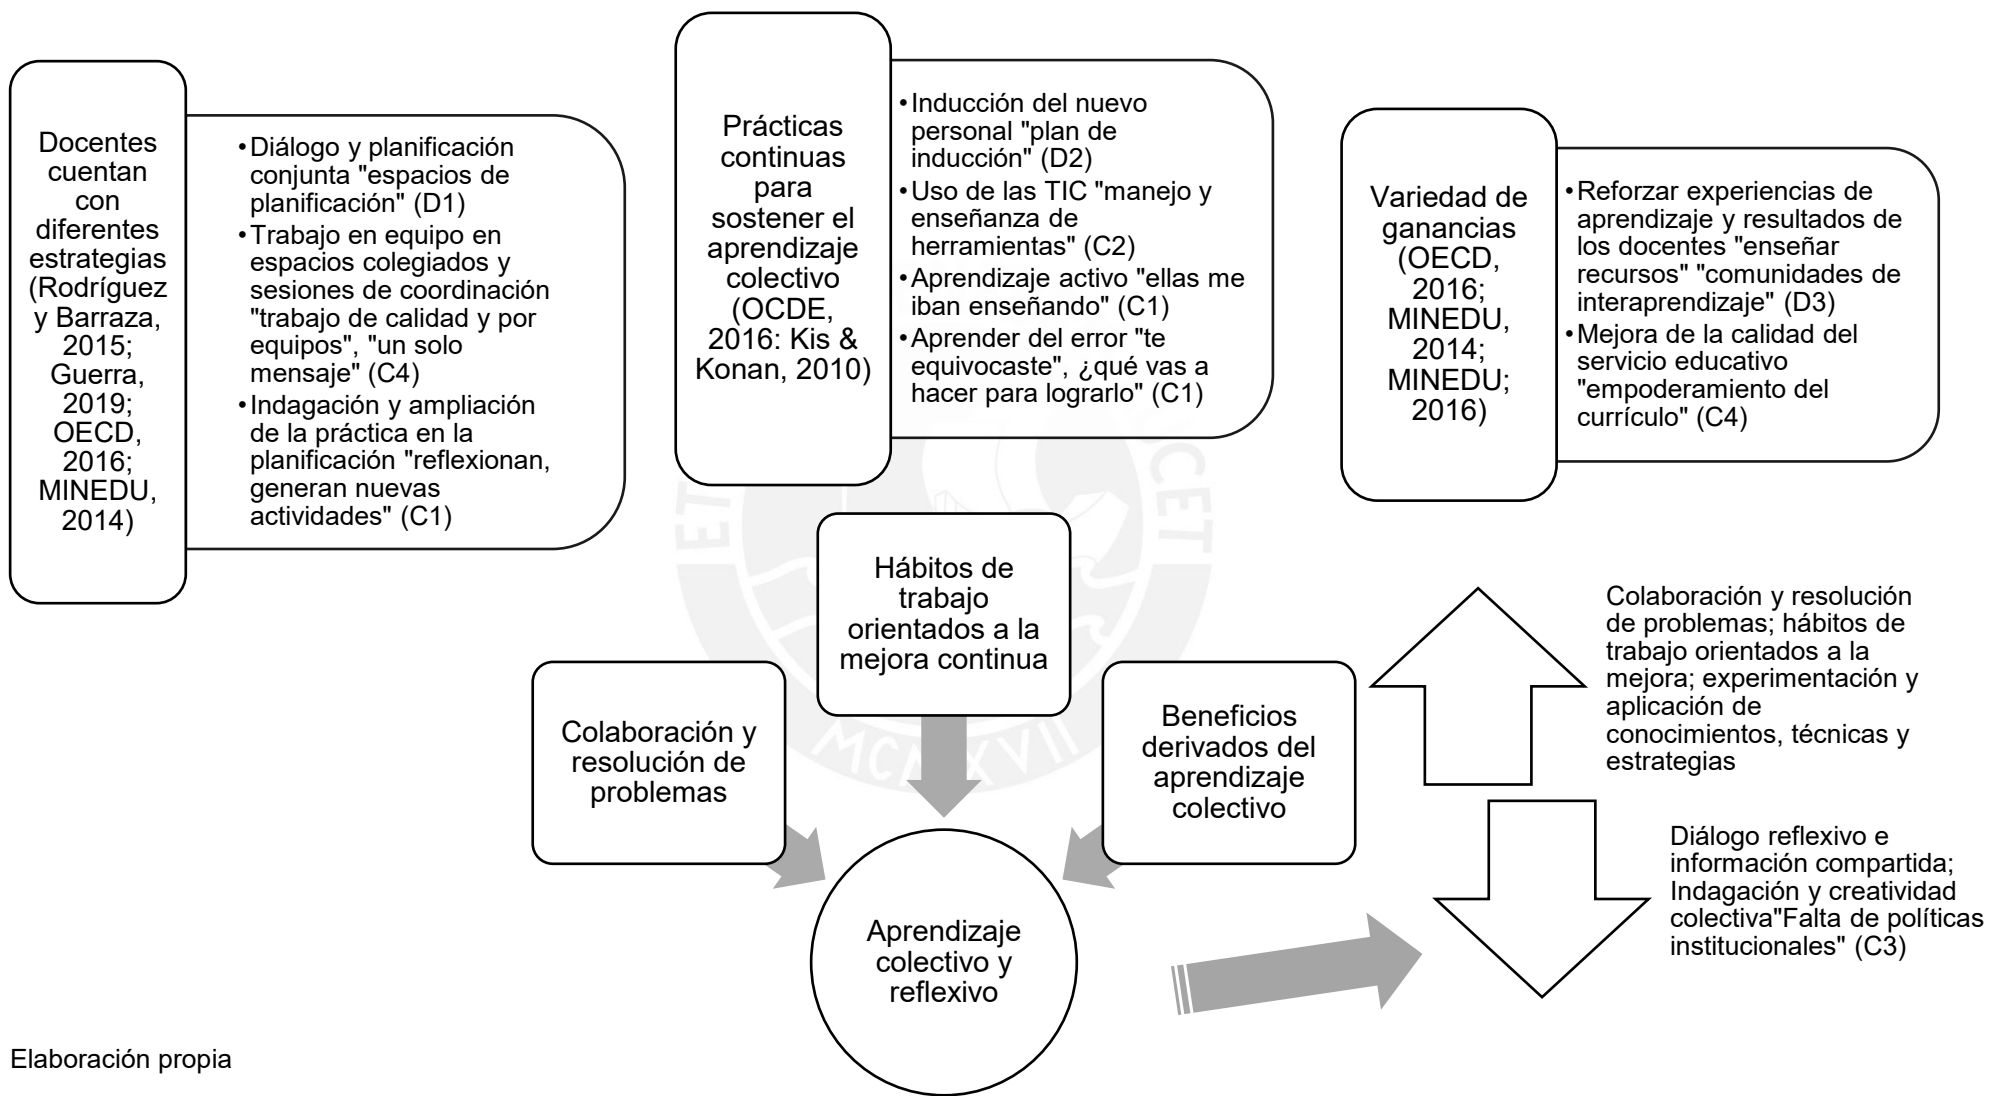 Docentes
cuentan
con
diferentes
estrategias
(Rodríguez
y Barraza,
2015;
Guerra,
2019;
OECD,
2016;
MINEDU,
2014)
•Diálogo y planificación
conjunta "espacios de
planificación" (D1)
•Trabajo en equipo en
espacios colegiados y
sesiones de coordinación
"trabajo de calidad y por
equipos", "un solo
mensaje" (C4)
•Indagación y ampliación
de la práctica en la
planificación "reflexionan,
generan nuevas
actividades" (C1)
Prácticas
continuas
para
sostener el
aprendizaje
colectivo
(OCDE,
2016: Kis &
Konan, 2010)
•Inducción del nuevo
personal "plan de
inducción" (D2)
•Uso de las TIC "manejo y
enseñanza de
herramientas" (C2)
•Aprendizaje activo "ellas me
iban enseñando" (C1)
•Aprender del error "te
equivocaste", ¿qué vas a
hacer para lograrlo" (C1)
Variedad de
ganancias
(OECD,
2016;
MINEDU,
2014;
MINEDU;
2016)
•Reforzar experiencias de
aprendizaje y resultados de
los docentes "enseñar
recursos" "comunidades de
interaprendizaje" (D3)
•Mejora de la calidad del
servicio educativo
"empoderamiento del
currículo" (C4)
Hábitos de
trabajo
orientados a la
mejora continua
Colaboración y
resolución de
problemas
Beneficios
derivados del
aprendizaje
colectivo
Aprendizaje
colectivo y
reflexivo
Colaboración y resolución
de problemas; hábitos de
trabajo orientados a la
mejora; experimentación y
aplicación de
conocimientos, técnicas y
estrategias
Diálogo reflexivo e
información compartida;
Indagación y creatividad
colectiva"Falta de políticas
institucionales" (C3)
Elaboración propia
ET
UCET